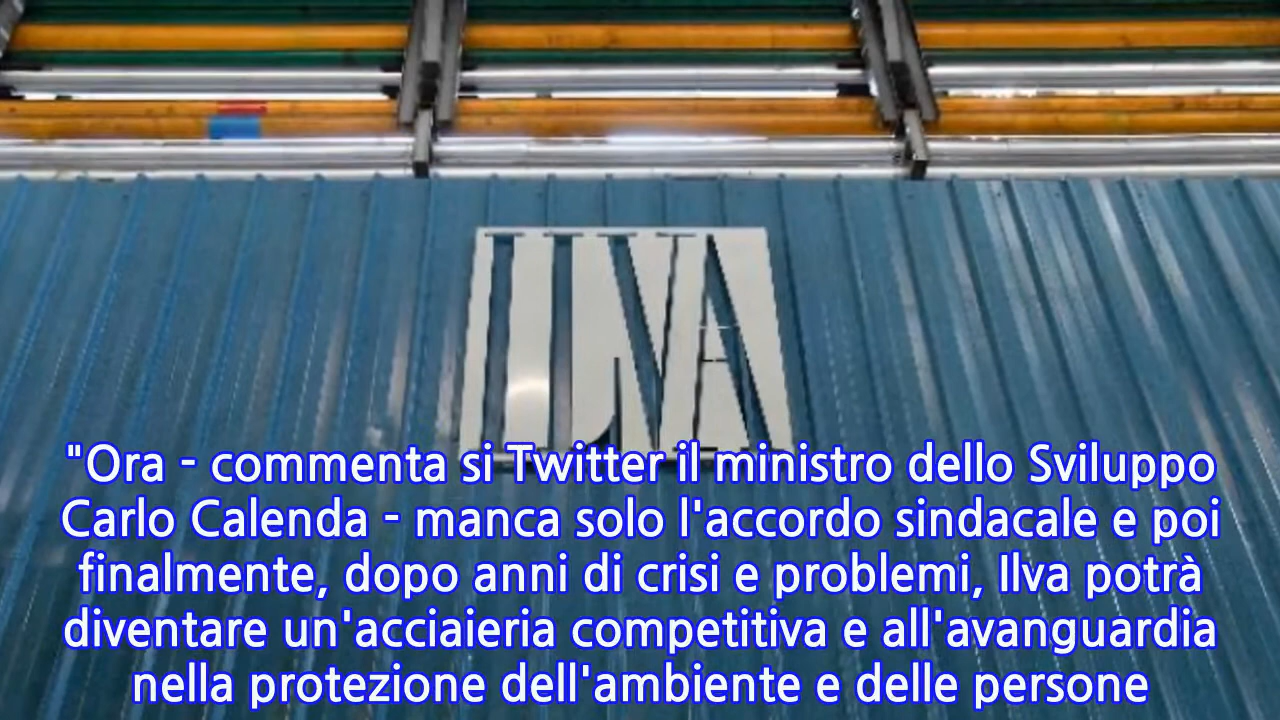 ILVA
"Ora - commenta si Twitter il ministro dello Sviluppo
Carlo Calenda - manca solo l'accordo sindacale e poi
finalmente, dopo anni di crisi e problemi, Ilva potrà
diventare un'acciaieria competitiva e all'avanguardia
nella protezione dell'ambiente e delle persone